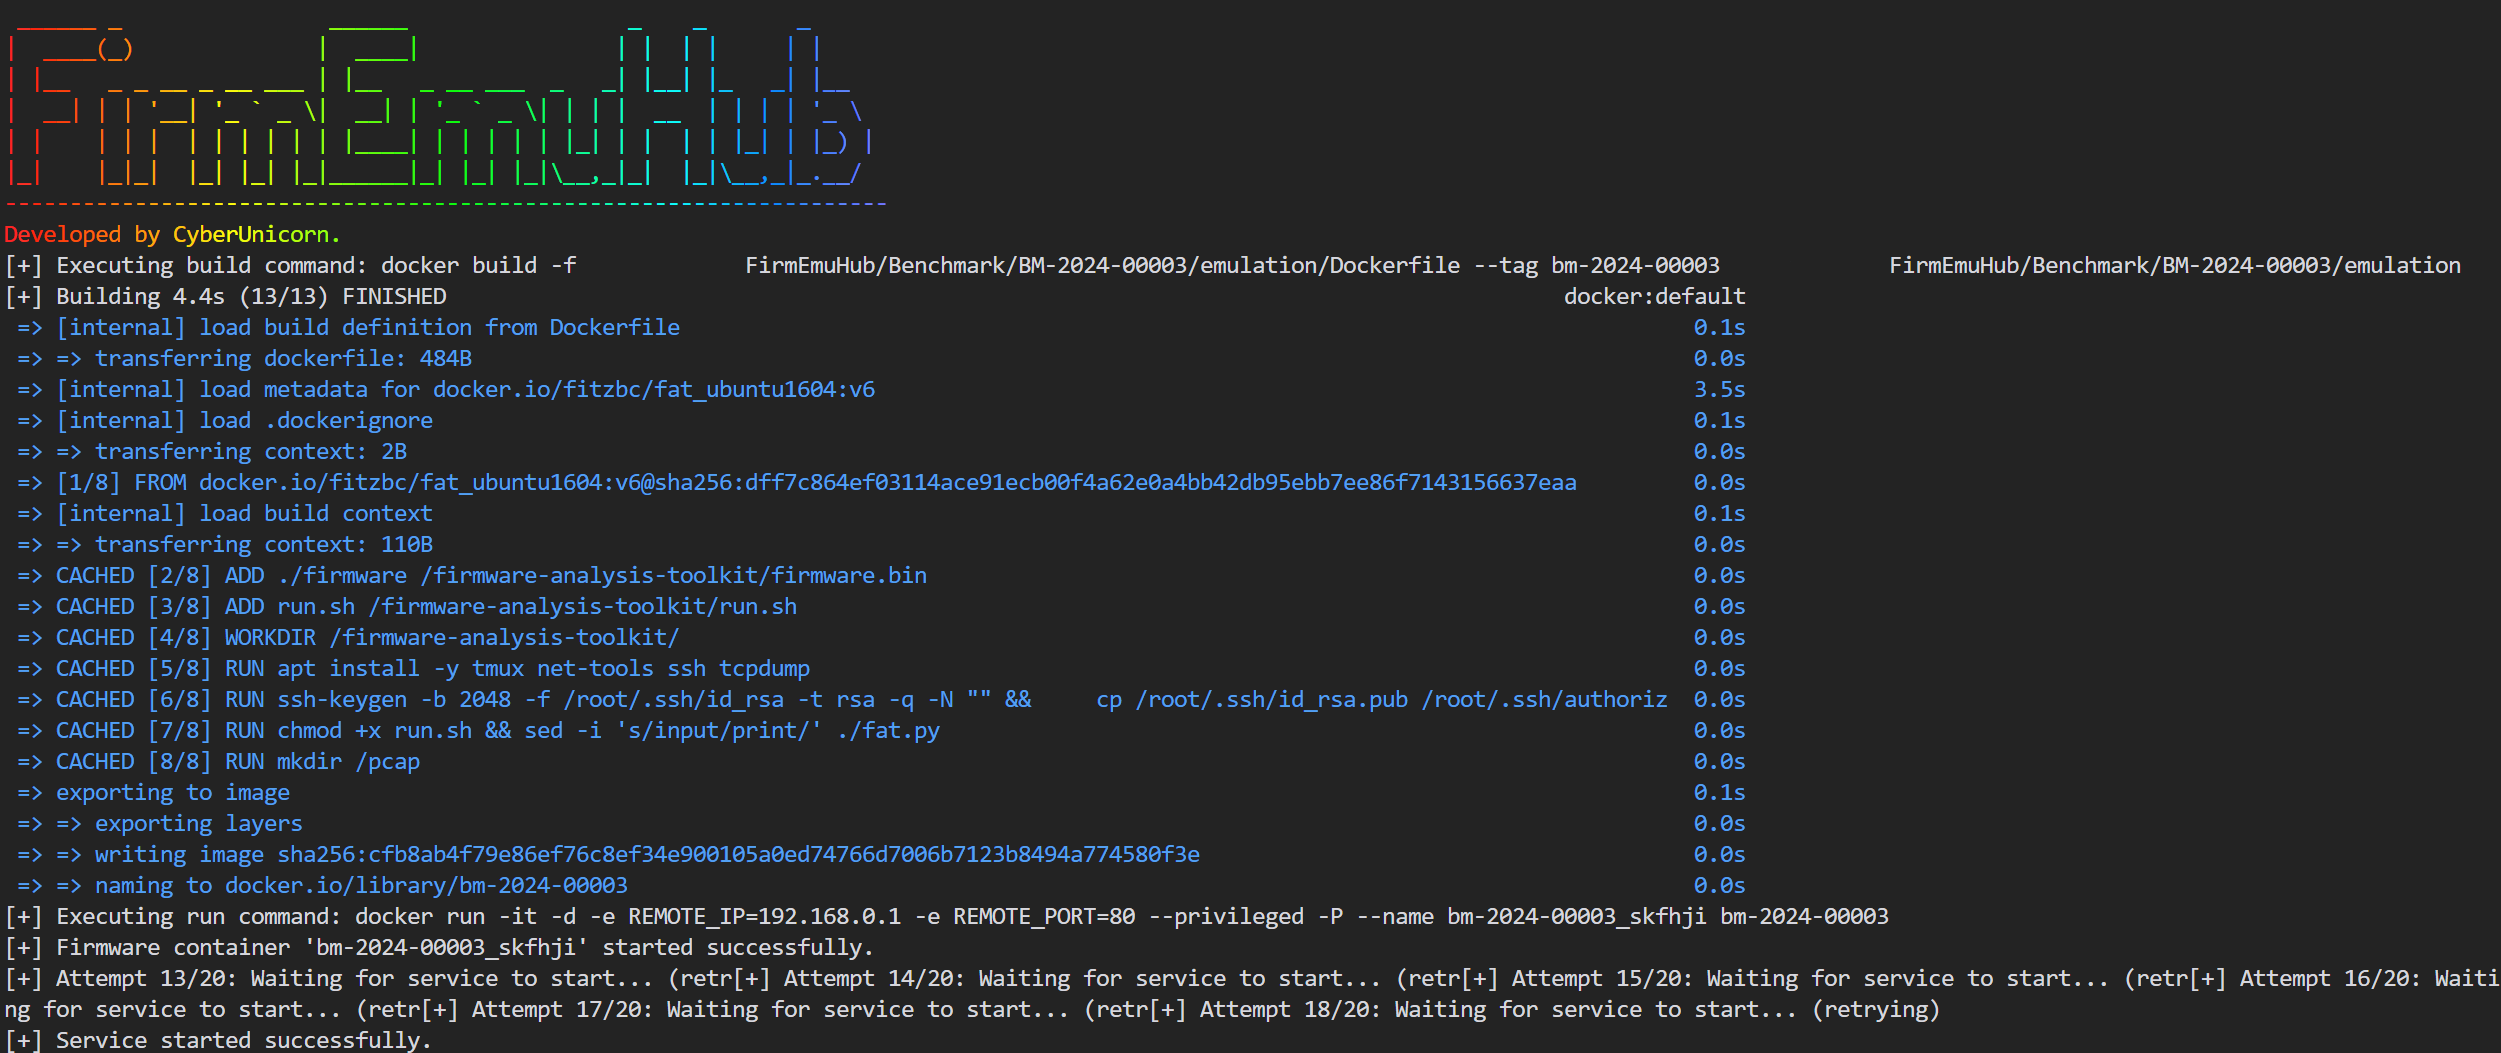 FirmEmuHub
--------------------------------------------------------------------
Developed by CyberUnicorn.
[+] Executing build command: docker build -f             FirmEmuHub/Benchmark/BM-2024-00003/emulation/Dockerfile --tag bm-2024-00003             FirmEmuHub/Benchmark/BM-2024-00003/emulation
[+] Building 4.4s (13/13) FINISHED                                                                                      docker:default
 => [internal] load build definition from Dockerfile                                                                              0.1s
 => => transferring dockerfile: 484B                                                                                              0.0s
 => [internal] load metadata for docker.io/fitzbc/fat_ubuntu1604:v6                                                               3.5s
 => [internal] load .dockerignore                                                                                                 0.1s
 => => transferring context: 2B                                                                                                   0.0s
 => [1/8] FROM docker.io/fitzbc/fat_ubuntu1604:v6@sha256:dff7c864ef03114ace91ecb00f4a62e0a4bb42db95ebb7ee86f7143156637eaa         0.0s
 => [internal] load build context                                                                                                 0.1s
 => => transferring context: 110B                                                                                                 0.0s
 => CACHED [2/8] ADD ./firmware /firmware-analysis-toolkit/firmware.bin                                                           0.0s
 => CACHED [3/8] ADD run.sh /firmware-analysis-toolkit/run.sh                                                                     0.0s
 => CACHED [4/8] WORKDIR /firmware-analysis-toolkit/                                                                              0.0s
 => CACHED [5/8] RUN apt install -y tmux net-tools ssh tcpdump                                                                    0.0s
 => CACHED [6/8] RUN ssh-keygen -b 2048 -f /root/.ssh/id_rsa -t rsa -q -N "" &&     cp /root/.ssh/id_rsa.pub /root/.ssh/authoriz  0.0s
 => CACHED [7/8] RUN chmod +x run.sh && sed -i 's/input/print/' ./fat.py                                                          0.0s
 => CACHED [8/8] RUN mkdir /pcap                                                                                                  0.0s
 => exporting to image                                                                                                            0.1s
 => => exporting layers                                                                                                           0.0s
 => => writing image sha256:cfb8ab4f79e86ef76c8ef34e900105a0ed74766d7006b7123b8494a774580f3e                                      0.0s
 => => naming to docker.io/library/bm-2024-00003                                                                                  0.0s
[+] Executing run command: docker run -it -d -e REMOTE_IP=192.168.0.1 -e REMOTE_PORT=80 --privileged -P --name bm-2024-00003_skfhji bm-2024-00003
[+] Firmware container 'bm-2024-00003_skfhji' started successfully.
[+] Attempt 13/20: Waiting for service to start... (retr[+] Attempt 14/20: Waiting for service to start... (retr[+] Attempt 15/20: Waiting for service to start... (retr[+] Attempt 16/20: Waiti
ng for service to start... (retr[+] Attempt 17/20: Waiting for service to start... (retr[+] Attempt 18/20: Waiting for service to start... (retrying)
[+] Service started successfully.